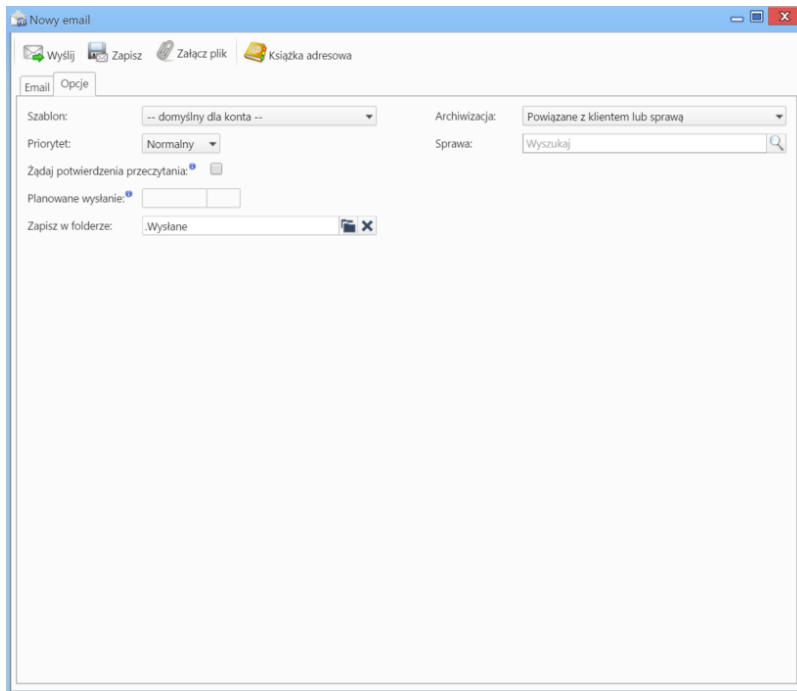 Nowy email
Wyślij Zapisz Załącz plik Książka adresowa
Email Opcje
Szablon: -- domyślny dla konta -- Archiwizacja: Powiązane z klientem lub sprawą
Priorytet: Normalny Sprawa: Wyszukaj
Żądaj potwierdzenia przeczytania:
Planowane wysłanie:
Zapisz w folderze: .Wysłane